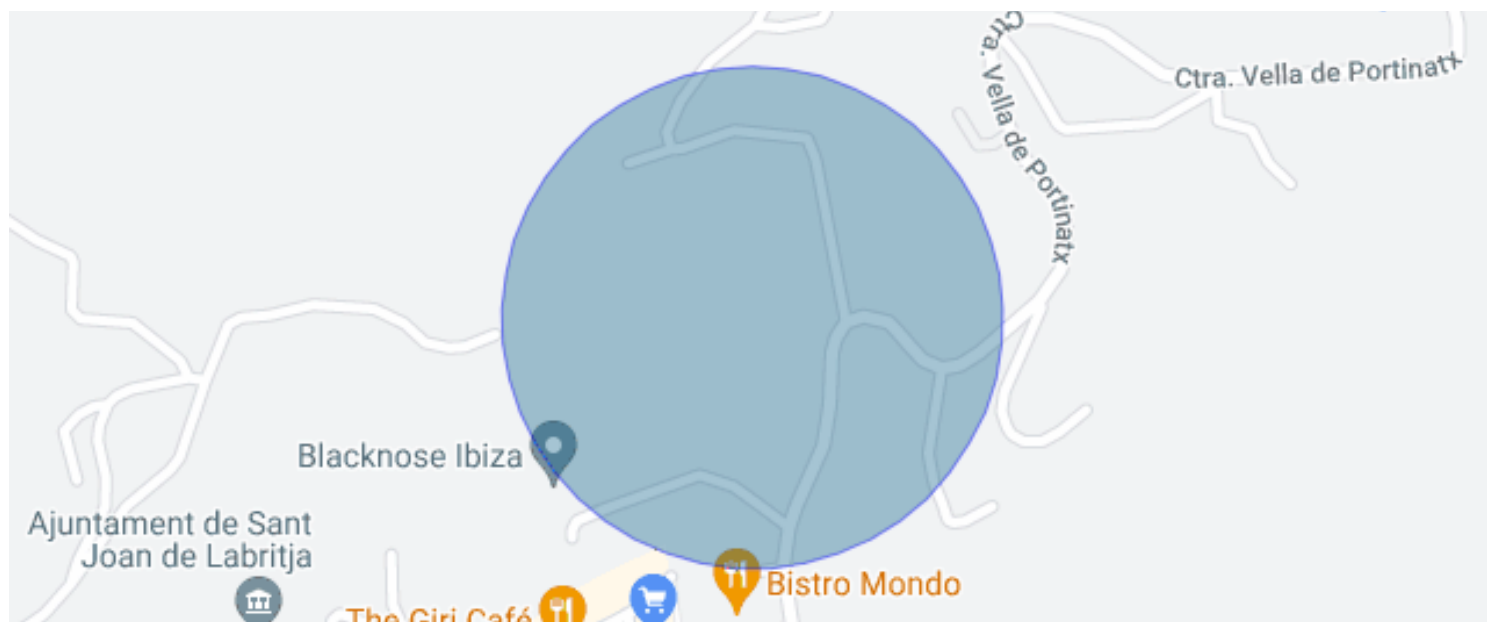 Ctra. Vella de Portinatx
Ctra. Vella de Portinatx
Blacknose Ibiza
Ajuntament de Sant
Joan de Labritja
Bistro Mondo
The Giri Café